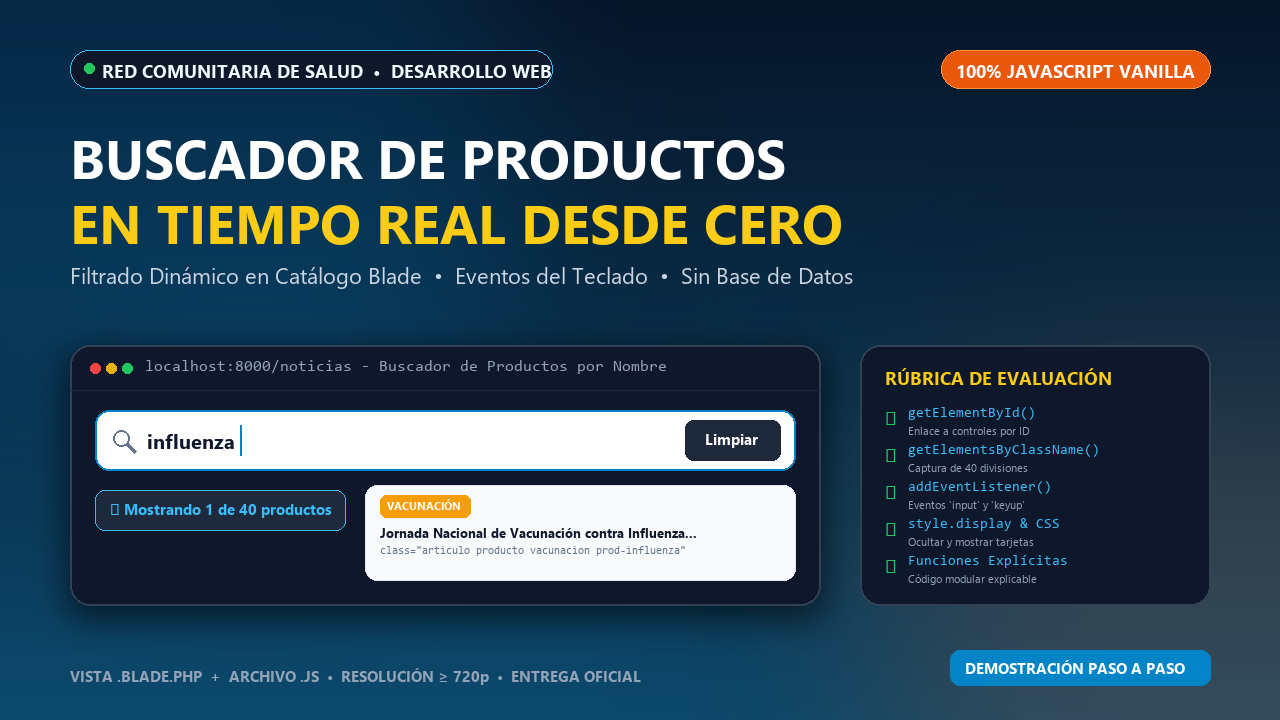 RED COMUNITARIA DE SALUD • DESARROLLO WEB
100% JAVASCRIPT VANILLA
BUSCADOR DE PRODUCTOS
EN TIEMPO REAL DESDE CERO
Filtrado Dinámico en Catálogo Blade • Eventos del Teclado • Sin Base de Datos
localhost:8000/noticias - Buscador de Productos por Nombre
influenza
Limpiar
Mostrando 1 de 40 productos
VACUNACIÓN
Jornada Nacional de Vacunación contra Influenza...
class="articulo producto vacunacion prod-influenza"
RÚBRICA DE EVALUACIÓN
getElementById()
Enlace a controles por ID
getElementsByClassName()
Captura de 40 divisiones
addEventListener()
Eventos 'input' y 'keyup'
style.display & CSS
Ocultar y mostrar tarjetas
Funciones Explícitas
Código modular explicable
VISTA .BLADE.PHP + ARCHIVO .JS • RESOLUCIÓN ≥ 720p • ENTREGA OFICIAL
DEMOSTRACIÓN PASO A PASO